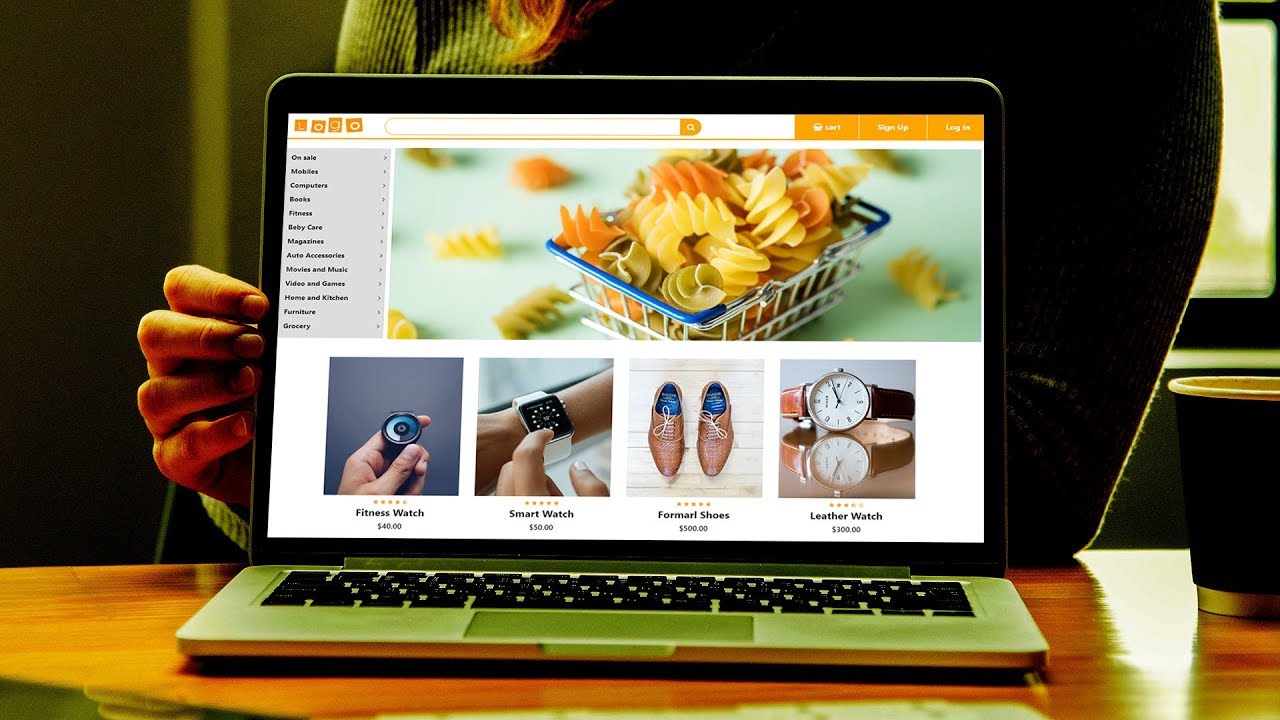 Logo
cart
Sign Up
Log In
On sale
Mobiles
Computers
Books
Fitness
Beby Care
Magazines
Auto Accessories
Movies and Music
Video and Games
Home and Kitchen
Furniture
Grocery
Fitness Watch
$40.00
Smart Watch
$50.00
Formarl Shoes
$500.00
Leather Watch
$300.00